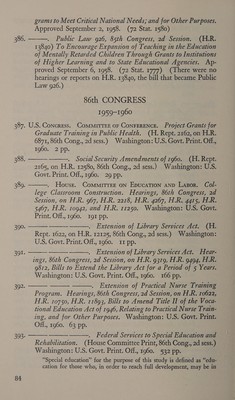 grams to Meet Critical National Needs; and for Other Purposes.
Approved September 2, 1958. (72 Stat. 1580)
386. ——. Public Law 926, 85th Congress, 2d Session. (H.R.
13840) To Encourage Expansion of Teaching in the Education
of Mentally Retarded Children Through Grants to Institutions
of Higher Learning and to State Educational Agencies. Ap-
proved September 6, 1958. (72 Stat. 1777) (There were no
hearings or reports on H.R. 13840, the bill that became Public
Law 926.)
86th CONGRESS
1959–1960
387. U.S. Congress. Committee of Conference. Project Grants for
Graduate Training in Public Health. (H. Rept. 2162, on H.R.
6871, 86th Cong., 2d sess.) Washington: U.S. Govt. Print. Off.,
1960. 2 pp.
388. ——. Social Security Amendments of 1960. (H. Rept.
2165, on H.R. 12580, 86th Cong., 2d sess.) Washington: U.S.
Govt. Print. Off., 1960. 29 pp.
389. ——. House. Committee on Education and Labor. Col-
lege Classroom Construction. Hearings, 86th Congress, 2d
Session, on H.R. 967, H.R. 2218, H.R. 4267, H.R. 4415, H.R.
5967, H.R. 10942, and H.R. 11250. Washington: U.S. Govt.
Print. Off., 1960. 191 pp.
390. ——. Extension of Library Services Act. (H.
Rept. 1622, on H.R. 12125, 86th Cong., 2d sess.) Washington:
U.S. Govt. Print. Off., 1960. 11 pp.
391. ——. Extension of Library Services Act. Hear-
ings, 86th Congress, 2d Session, on H.R. 9319, H.R. 9494, H.R.
9812, Bills to Extend the Library Act for a Period of 5 Years.
Washington: U.S. Govt. Print. Off., 1960. 166 pp.
392. ——. Extension of Practical Nurse Training
Program. Hearings, 86th Congress, 2d Session, on H.R. 10622,
H.R. 10750, H.R. 11893, Bills to Amend Title II of the Voca-
tional Education Act of 1946, Relating to Practical Nurse Train-
ing, and for Other Purposes. Washington: U.S. Govt. Print.
Off., 1960. 63 pp.
393. ——. Federal Services to Special Education and
Rehabilitation. (House Committee Print, 86th Cong., 2d sess.)
Washington: U.S. Govt. Print. Off., 1960. 532 pp.
"Special education" for the purpose of this study is defined as "edu-
cation for those who, in order to reach full development, may be in
84